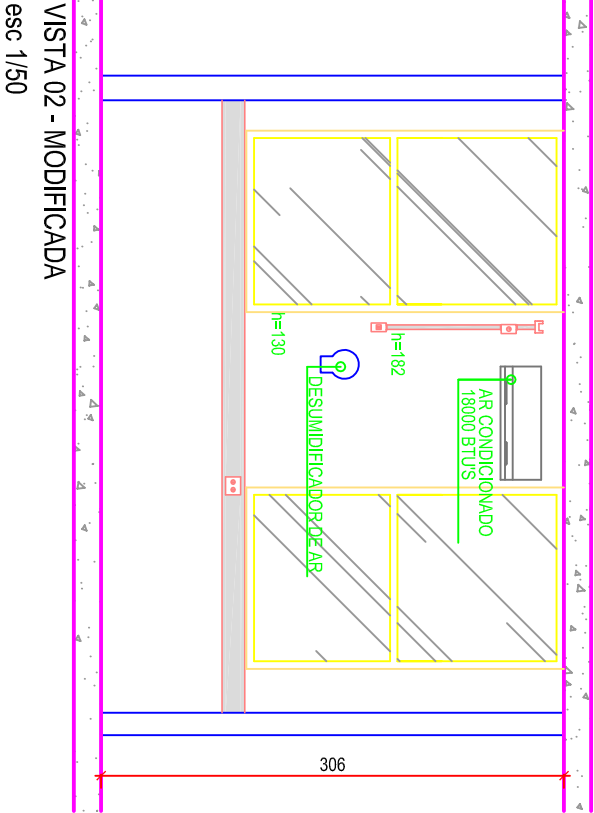 AR CONDICIONADO
18000 BTU'S
h=182
h=130
DESUMIDIFICADOR DE AR
306
VISTA 02 - MODIFICADA
esc 1/50